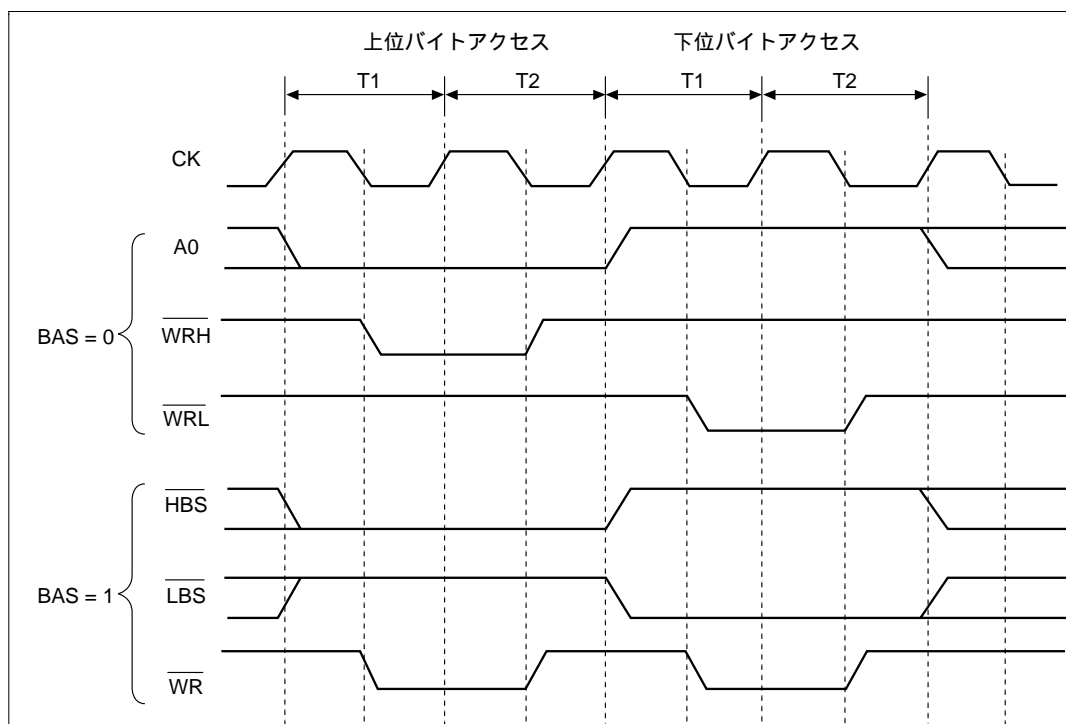 上位バイトアクセス 下位バイトアクセス
T1 T2 T1 T2
CK
A0
BAS = 0
WRH
WRL
HBS
BAS = 1
LBS
WR